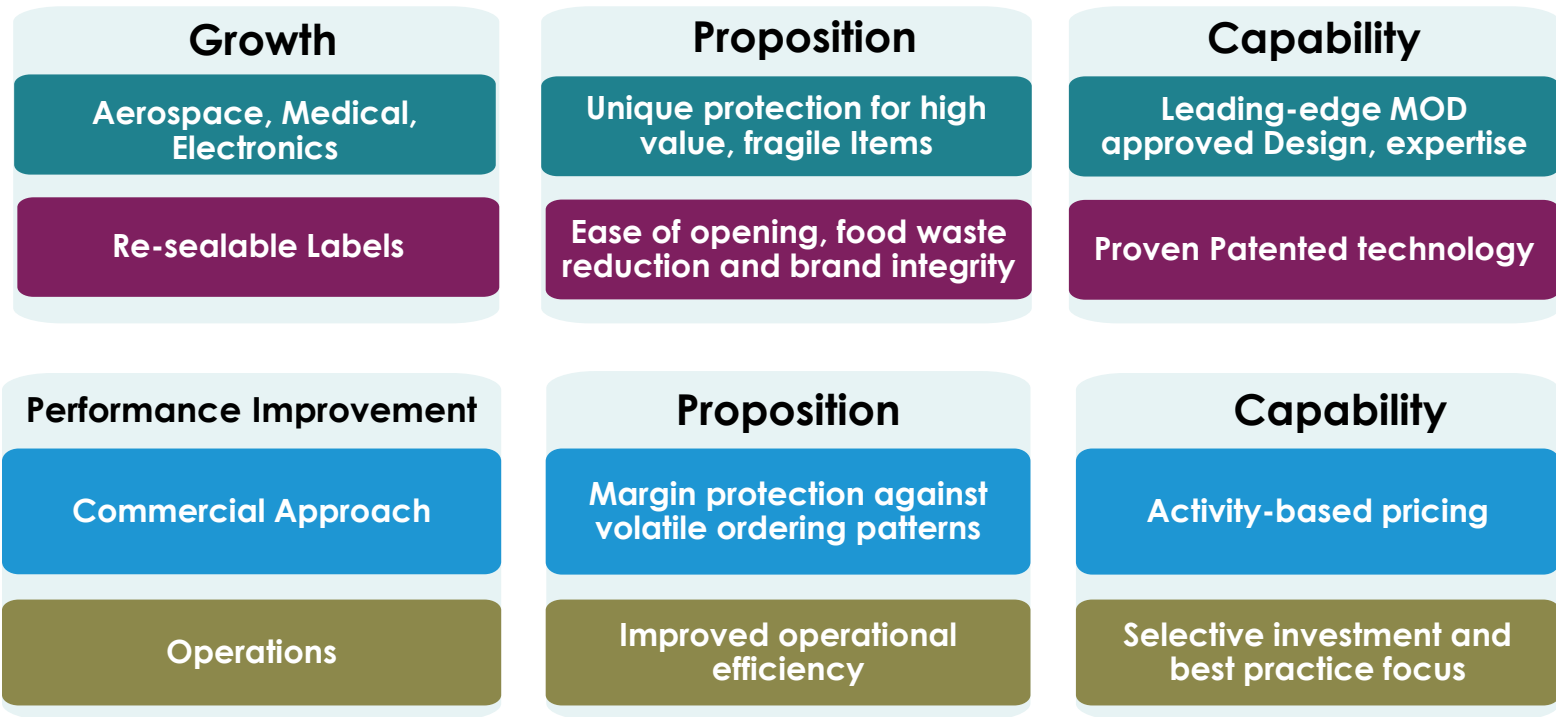 Growth
Proposition
Capability
Aerospace, Medical,
Electronics
Unique protection for high
value, fragile Items
Leading-edge MOD
approved Design, expertise
Re-sealable Labels
Ease of opening, food waste
reduction and brand integrity
Proven Patented technology
Performance Improvement
Proposition
Capability
Commercial Approach
Margin protection against
volatile ordering patterns
Activity-based pricing
Operations
Improved operational
efficiency
Selective investment and
best practice focus